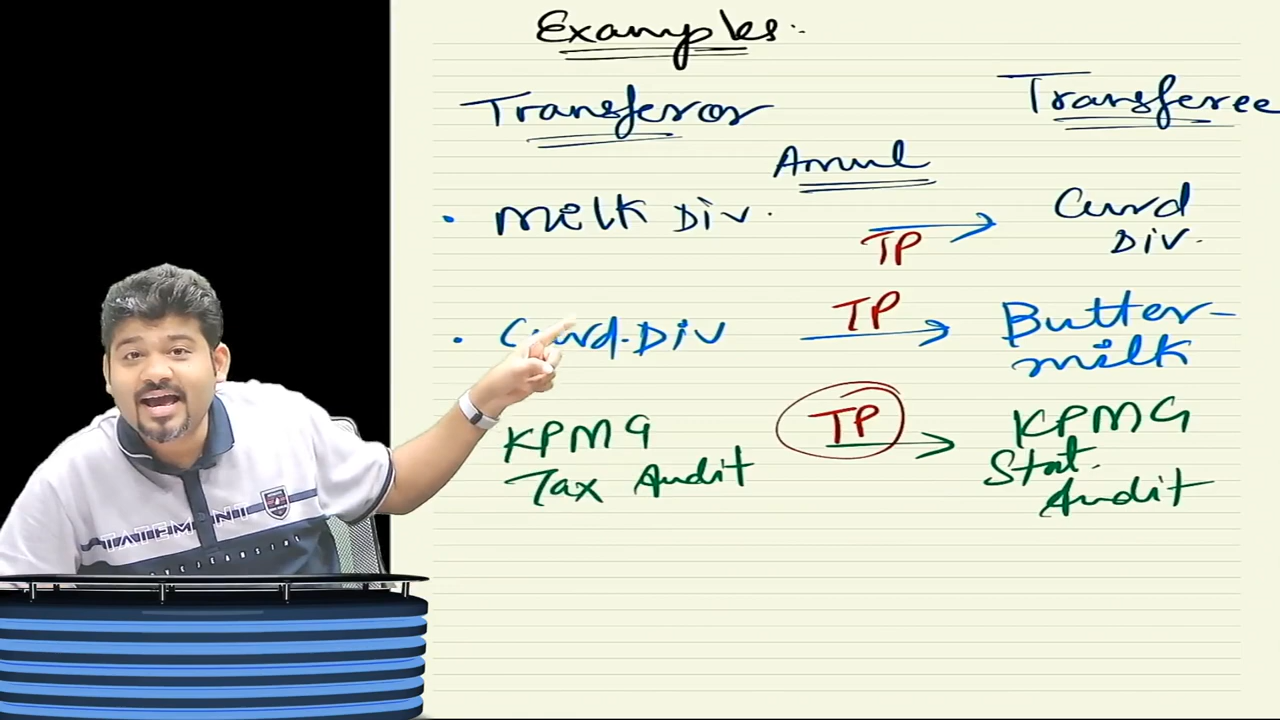 Examples:-
Transferor Transferee
Amul
• Milk Div. TP Curd
Div.
• Curd.Div TP Butter-
milk
KPMG TP KPMG
Tax Audit Stat.
Audit
TATEMENT